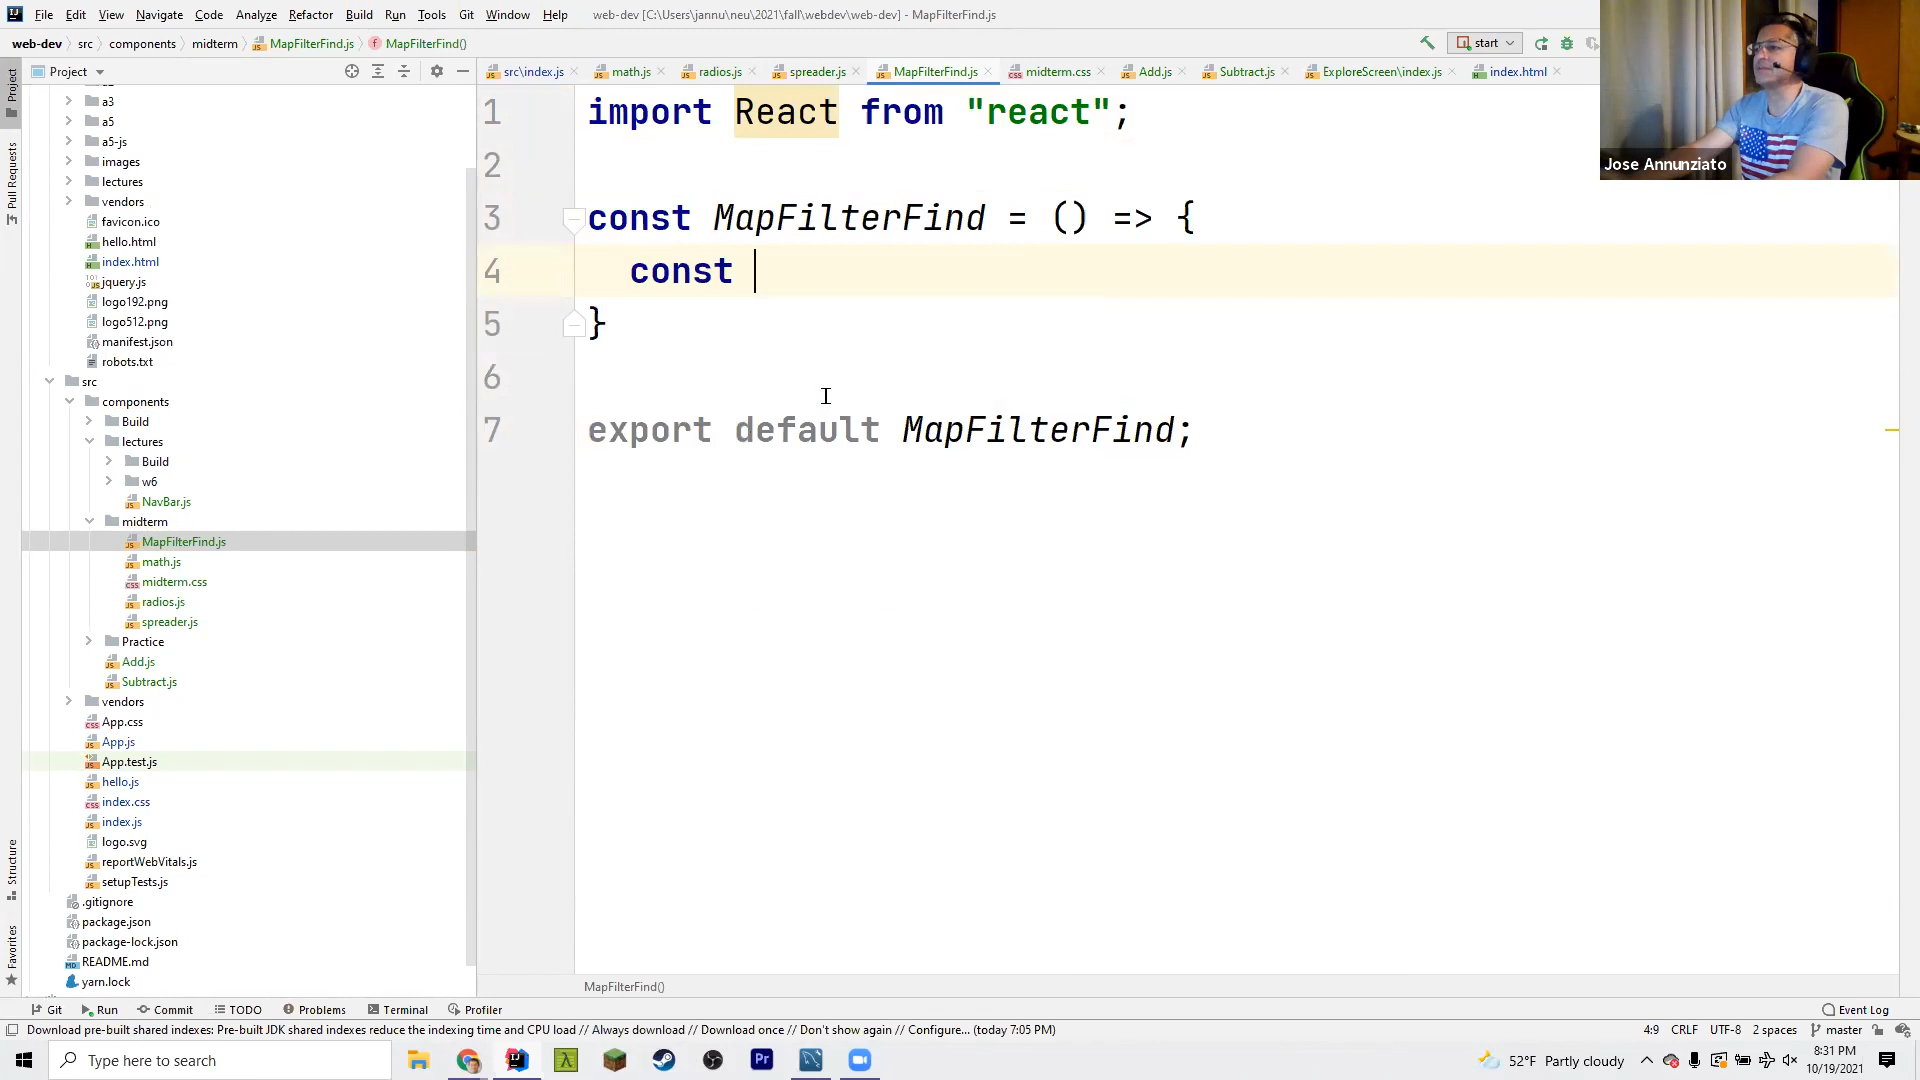 File Edit View Navigate Code Analyze Refactor Build Run Tools Git Window Help web-dev [C:\Users\jannu\neu\2021\fall\webdev\web-dev] - MapFilterFind.js
web-dev src components midterm MapFilterFind.js MapFilterFind() start
Project
src\index.js math.js radios.js spreader.js MapFilterFind.js midterm.css Add.js Subtract.js ExploreScreen\index.js index.html
Project
Pull Requests
Structure
Favorites
a3
a5
a5-js
images
lectures
vendors
favicon.ico
hello.html
index.html
jquery.js
logo192.png
logo512.png
manifest.json
robots.txt
src
components
Build
lectures
Build
w6
NavBar.js
midterm
MapFilterFind.js
math.js
midterm.css
radios.js
spreader.js
Practice
Add.js
Subtract.js
vendors
App.css
App.js
App.test.js
hello.js
index.css
index.js
logo.svg
reportWebVitals.js
setupTests.js
.gitignore
package.json
package-lock.json
README.md
yarn.lock
1 import React from "react";
2
3 const MapFilterFind = () => {
4 const
5 }
6
7 export default MapFilterFind;
Jose Annunziato
MapFilterFind()
Git Run Commit TODO Problems Terminal Profiler Event Log
Download pre-built shared indexes: Pre-built JDK shared indexes reduce the indexing time and CPU load // Always download // Download once // Don't show again // Configure... (today 7:05 PM) 4:9 CRLF UTF-8 2 spaces master
Type here to search
52°F Partly cloudy
8:31 PM
10/19/2021